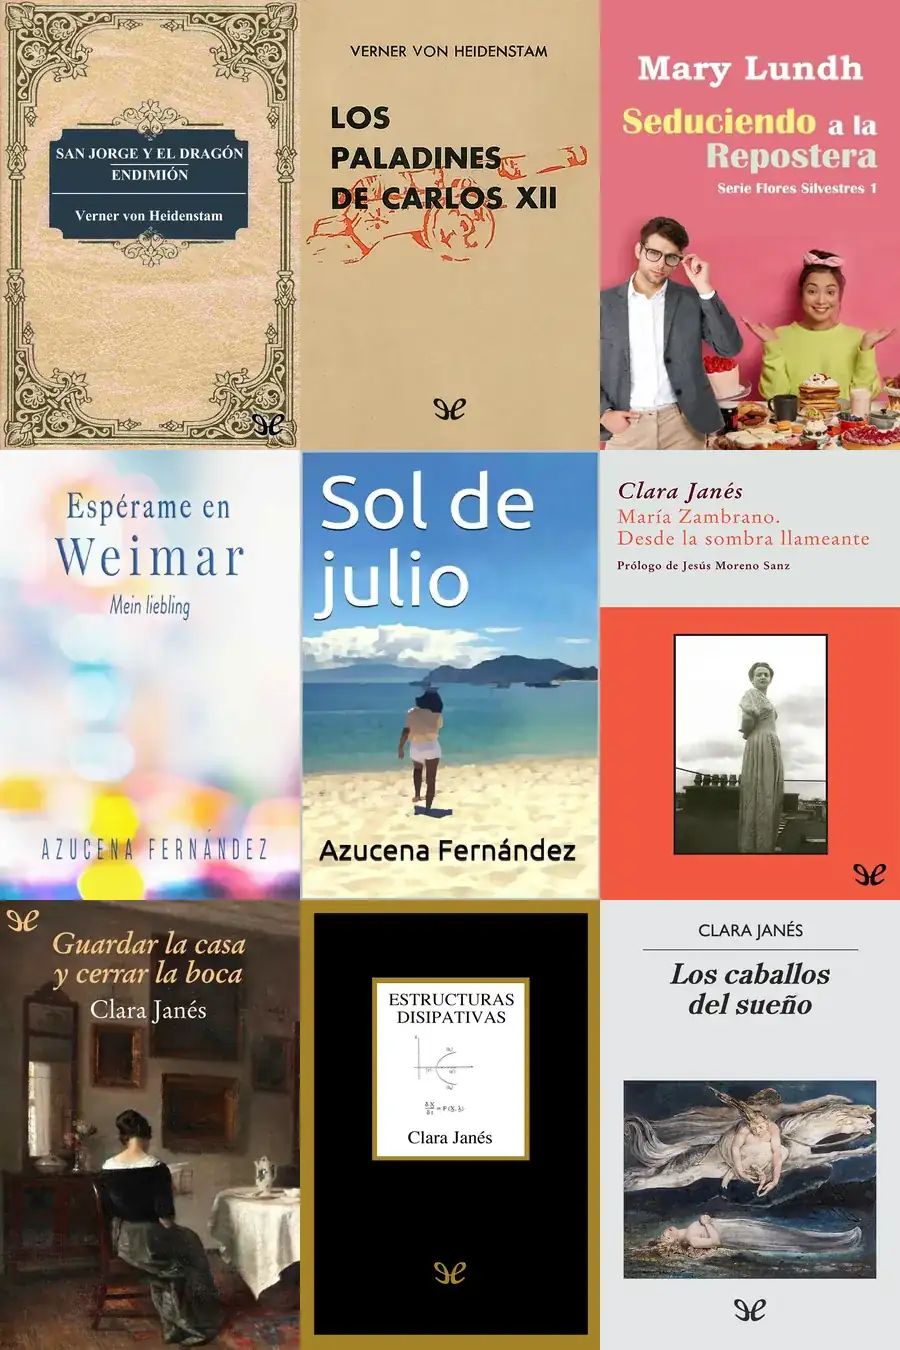 SAN JORGE Y EL DRAGÓN
ENDIMIÓN
Verner von Heidenstam
VERNER VON HEIDENSTAM
LOS
PALADINES
DE CARLOS XII
Mary Lundh
Seduciendo a la
Repostera
Serie Flores Silvestres 1
Espérame en
Weimar
Mein liebling
AZUCENA FERNÁNDEZ
Sol de
julio
Azucena Fernández
Clara Janés
María Zambrano.
Desde la sombra llameante
Prólogo de Jesús Moreno Sanz
Guardar la casa
y cerrar la boca
Clara Janés
ESTRUCTURAS
DISIPATIVAS
Clara Janés
CLARA JANÉS
Los caballos
del sueño